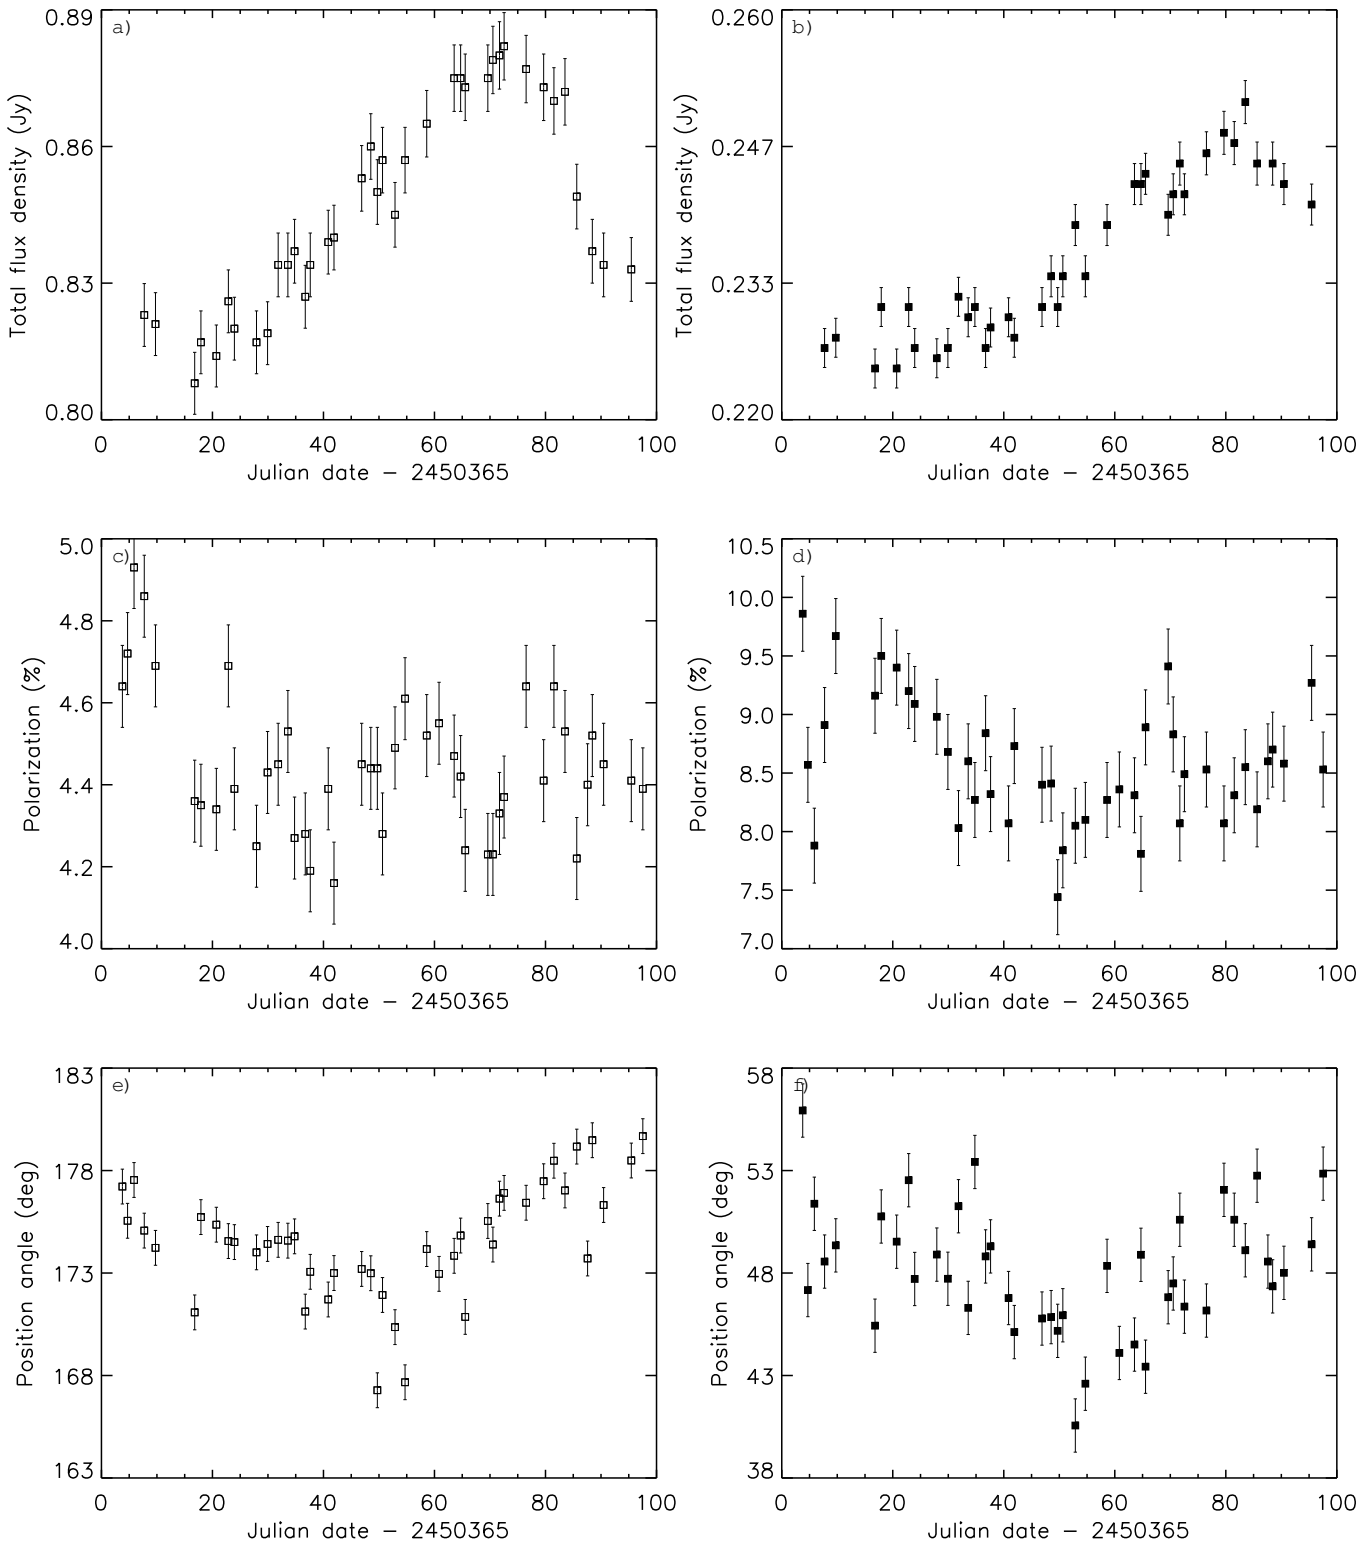 a)
0.89
0.86
0.83
0.80
Total flux density (Jy)
0 20 40 60 80 100
Julian date − 2450365
b)
0.260
0.247
0.233
0.220
Total flux density (Jy)
0 20 40 60 80 100
Julian date − 2450365
c)
5.0
4.8
4.6
4.4
4.2
4.0
Polarization (%)
0 20 40 60 80 100
Julian date − 2450365
d)
10.5
10.0
9.5
9.0
8.5
8.0
7.5
7.0
Polarization (%)
0 20 40 60 80 100
Julian date − 2450365
e)
183
178
173
168
163
Position angle (deg)
0 20 40 60 80 100
Julian date − 2450365
f)
58
53
48
43
38
Position angle (deg)
0 20 40 60 80 100
Julian date − 2450365